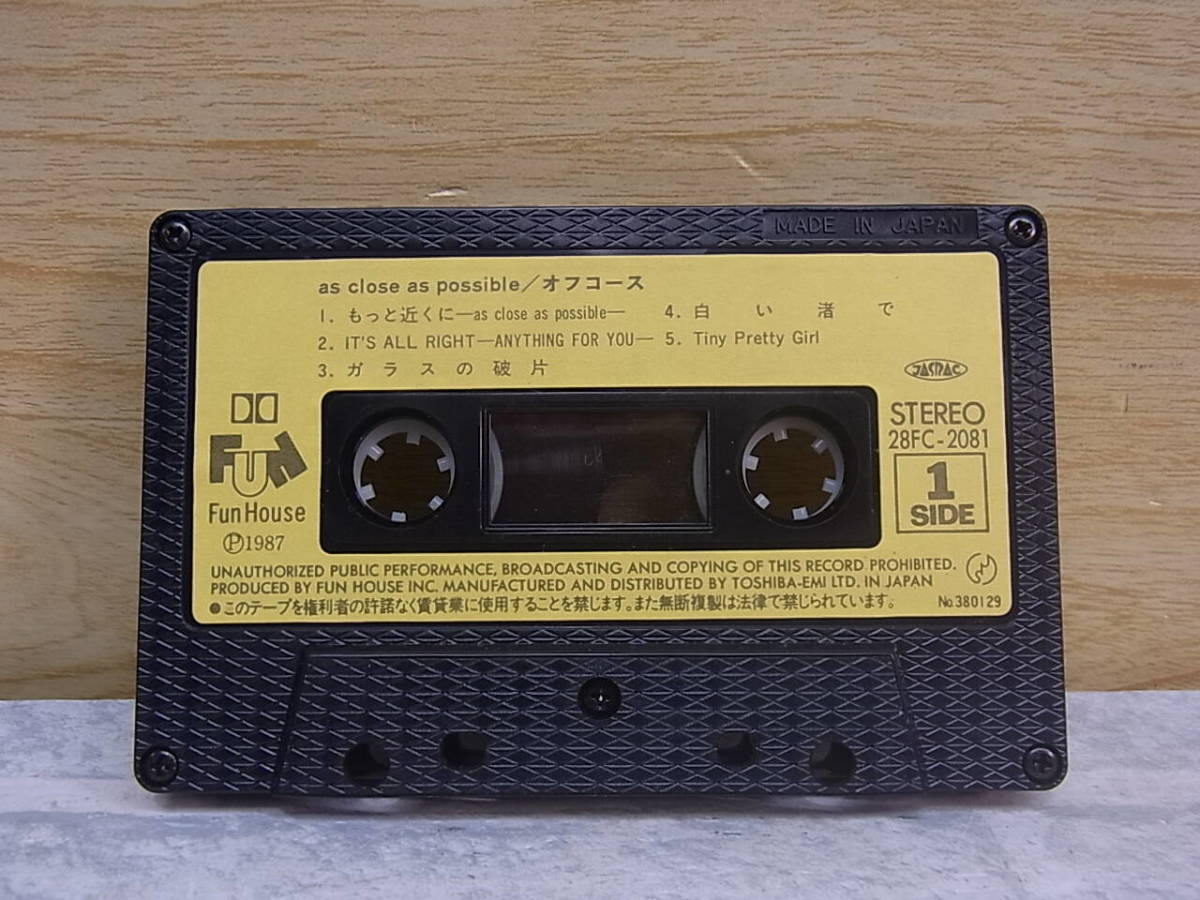 MADE IN JAPAN
as close as possible／オフコース
1. もっと近くに—as close as possible—
2. IT'S ALL RIGHT—ANYTHING FOR YOU—
3. ガラスの破片
4. 白い渚で
5. Tiny Pretty Girl
JASRAC
FUN
Fun House
Ⓟ1987
STEREO
28FC-2081
1
SIDE
UNAUTHORIZED PUBLIC PERFORMANCE, BROADCASTING AND COPYING OF THIS RECORD PROHIBITED.
PRODUCED BY FUN HOUSE INC. MANUFACTURED AND DISTRIBUTED BY TOSHIBA-EMI LTD. IN JAPAN
●このテープを権利者の許諾なく賃貸業に使用することを禁じます。また無断複製は法律で禁じられています。
No.380129